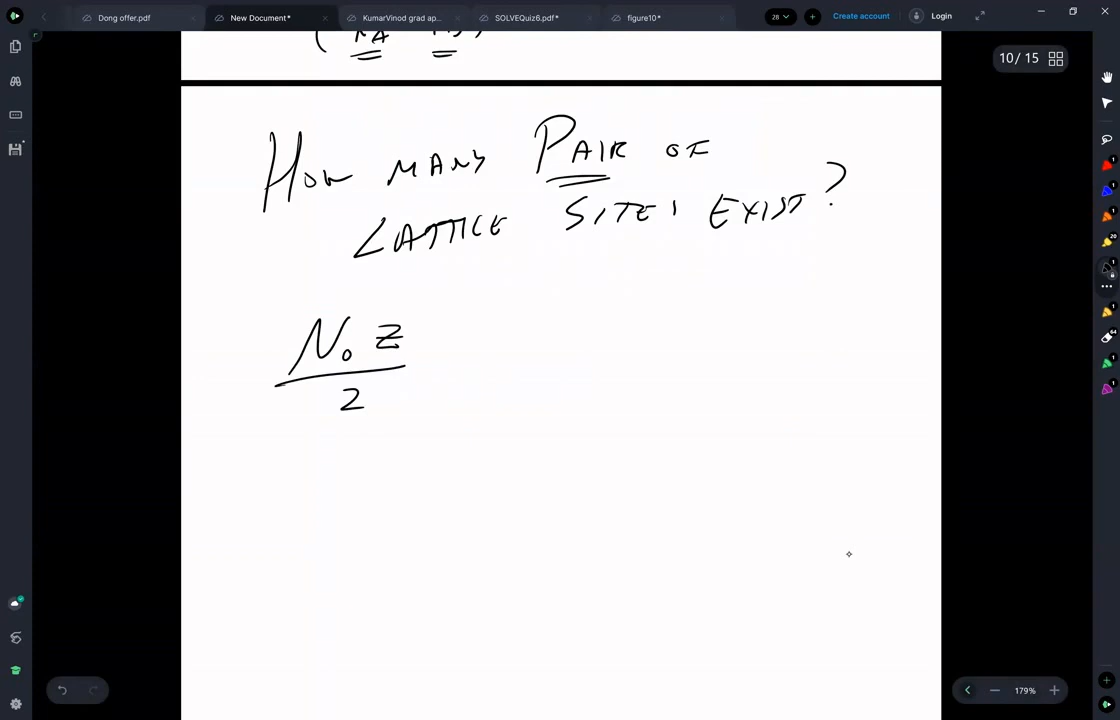 Dong offer.pdf
New Document*
KumarVinod grad ap...
SOLVEQuiz6.pdf*
figure10*
28
Create account
Login
10/ 15
How MANY PAIR OF
LATTICE SITES EXIST?
N₀ Z
2
179%